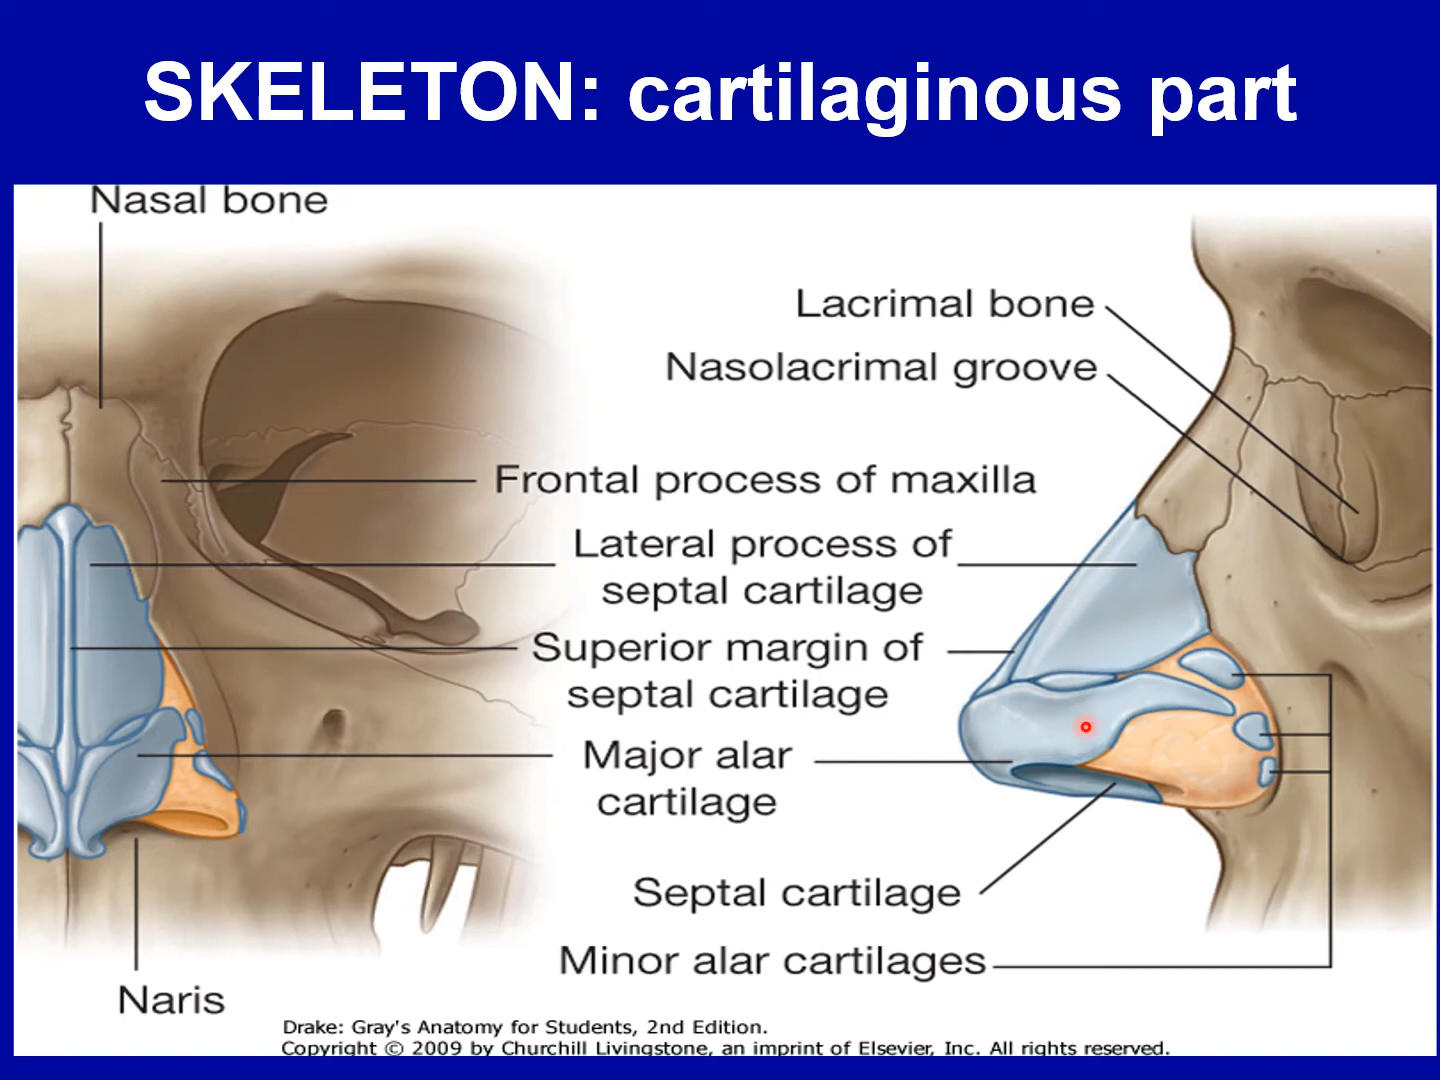 SKELETON: cartilaginous part
Nasal bone
Lacrimal bone
Nasolacrimal groove
Frontal process of maxilla
Lateral process of
septal cartilage
Superior margin of
septal cartilage
Major alar
cartilage
Septal cartilage
Minor alar cartilages
Naris
Drake: Gray's Anatomy for Students, 2nd Edition.
Copyright © 2009 by Churchill Livingstone, an imprint of Elsevier, Inc. All rights reserved.